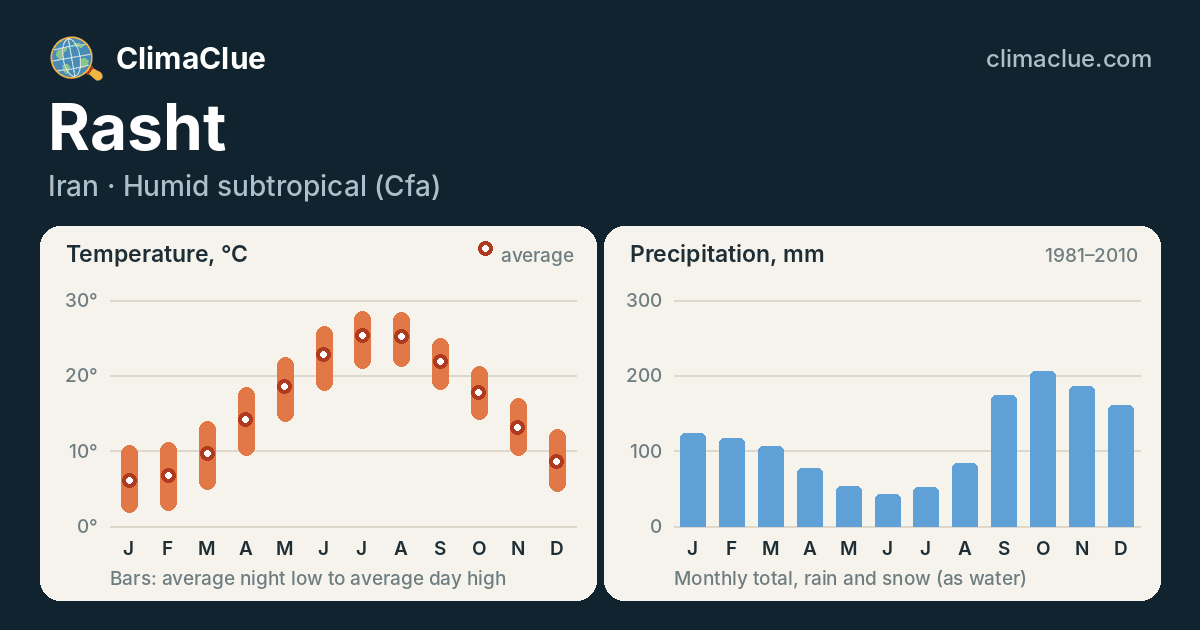 ClimaClue
climaclue.com
Rasht
Iran · Humid subtropical (Cfa)
Temperature, °C
average
30°
20°
10°
0°
J F M A M J J A S O N D
Bars: average night low to average day high
Precipitation, mm
1981–2010
300
200
100
0
J F M A M J J A S O N D
Monthly total, rain and snow (as water)